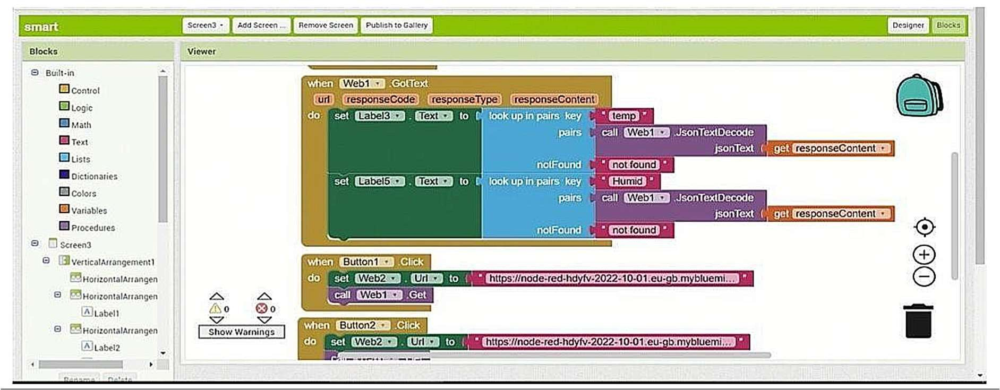 smart Screen3 Add Screen ... Remove Screen Publish to Gallery Designer Blocks
Blocks
Viewer
Built-in
Control
Logic
Math
Text
Lists
Dictionaries
Colors
Variables
Procedures
Screen3
VerticalArrangement1
HorizontalArrangen
HorizontalArrangen
Label1
HorizontalArrangen
Label2
Rename Delete
when Web1 .GotText
url responseCode responseType responseContent
do set Label3 . Text to look up in pairs key " temp "
pairs call Web1 .JsonTextDecode
jsonText get responseContent
notFound " not found "
set Label5 . Text to look up in pairs key " Humid "
pairs call Web1 .JsonTextDecode
jsonText get responseContent
notFound " not found "
when Button1 .Click
do set Web2 . Url to " https://node-red-hdyfv-2022-10-01.eu-gb.mybluemi... "
call Web1 .Get
when Button2 .Click
do set Web2 . Url to " https://node-red-hdyfv-2022-10-01.eu-gb.mybluemi... "
0 0
Show Warnings